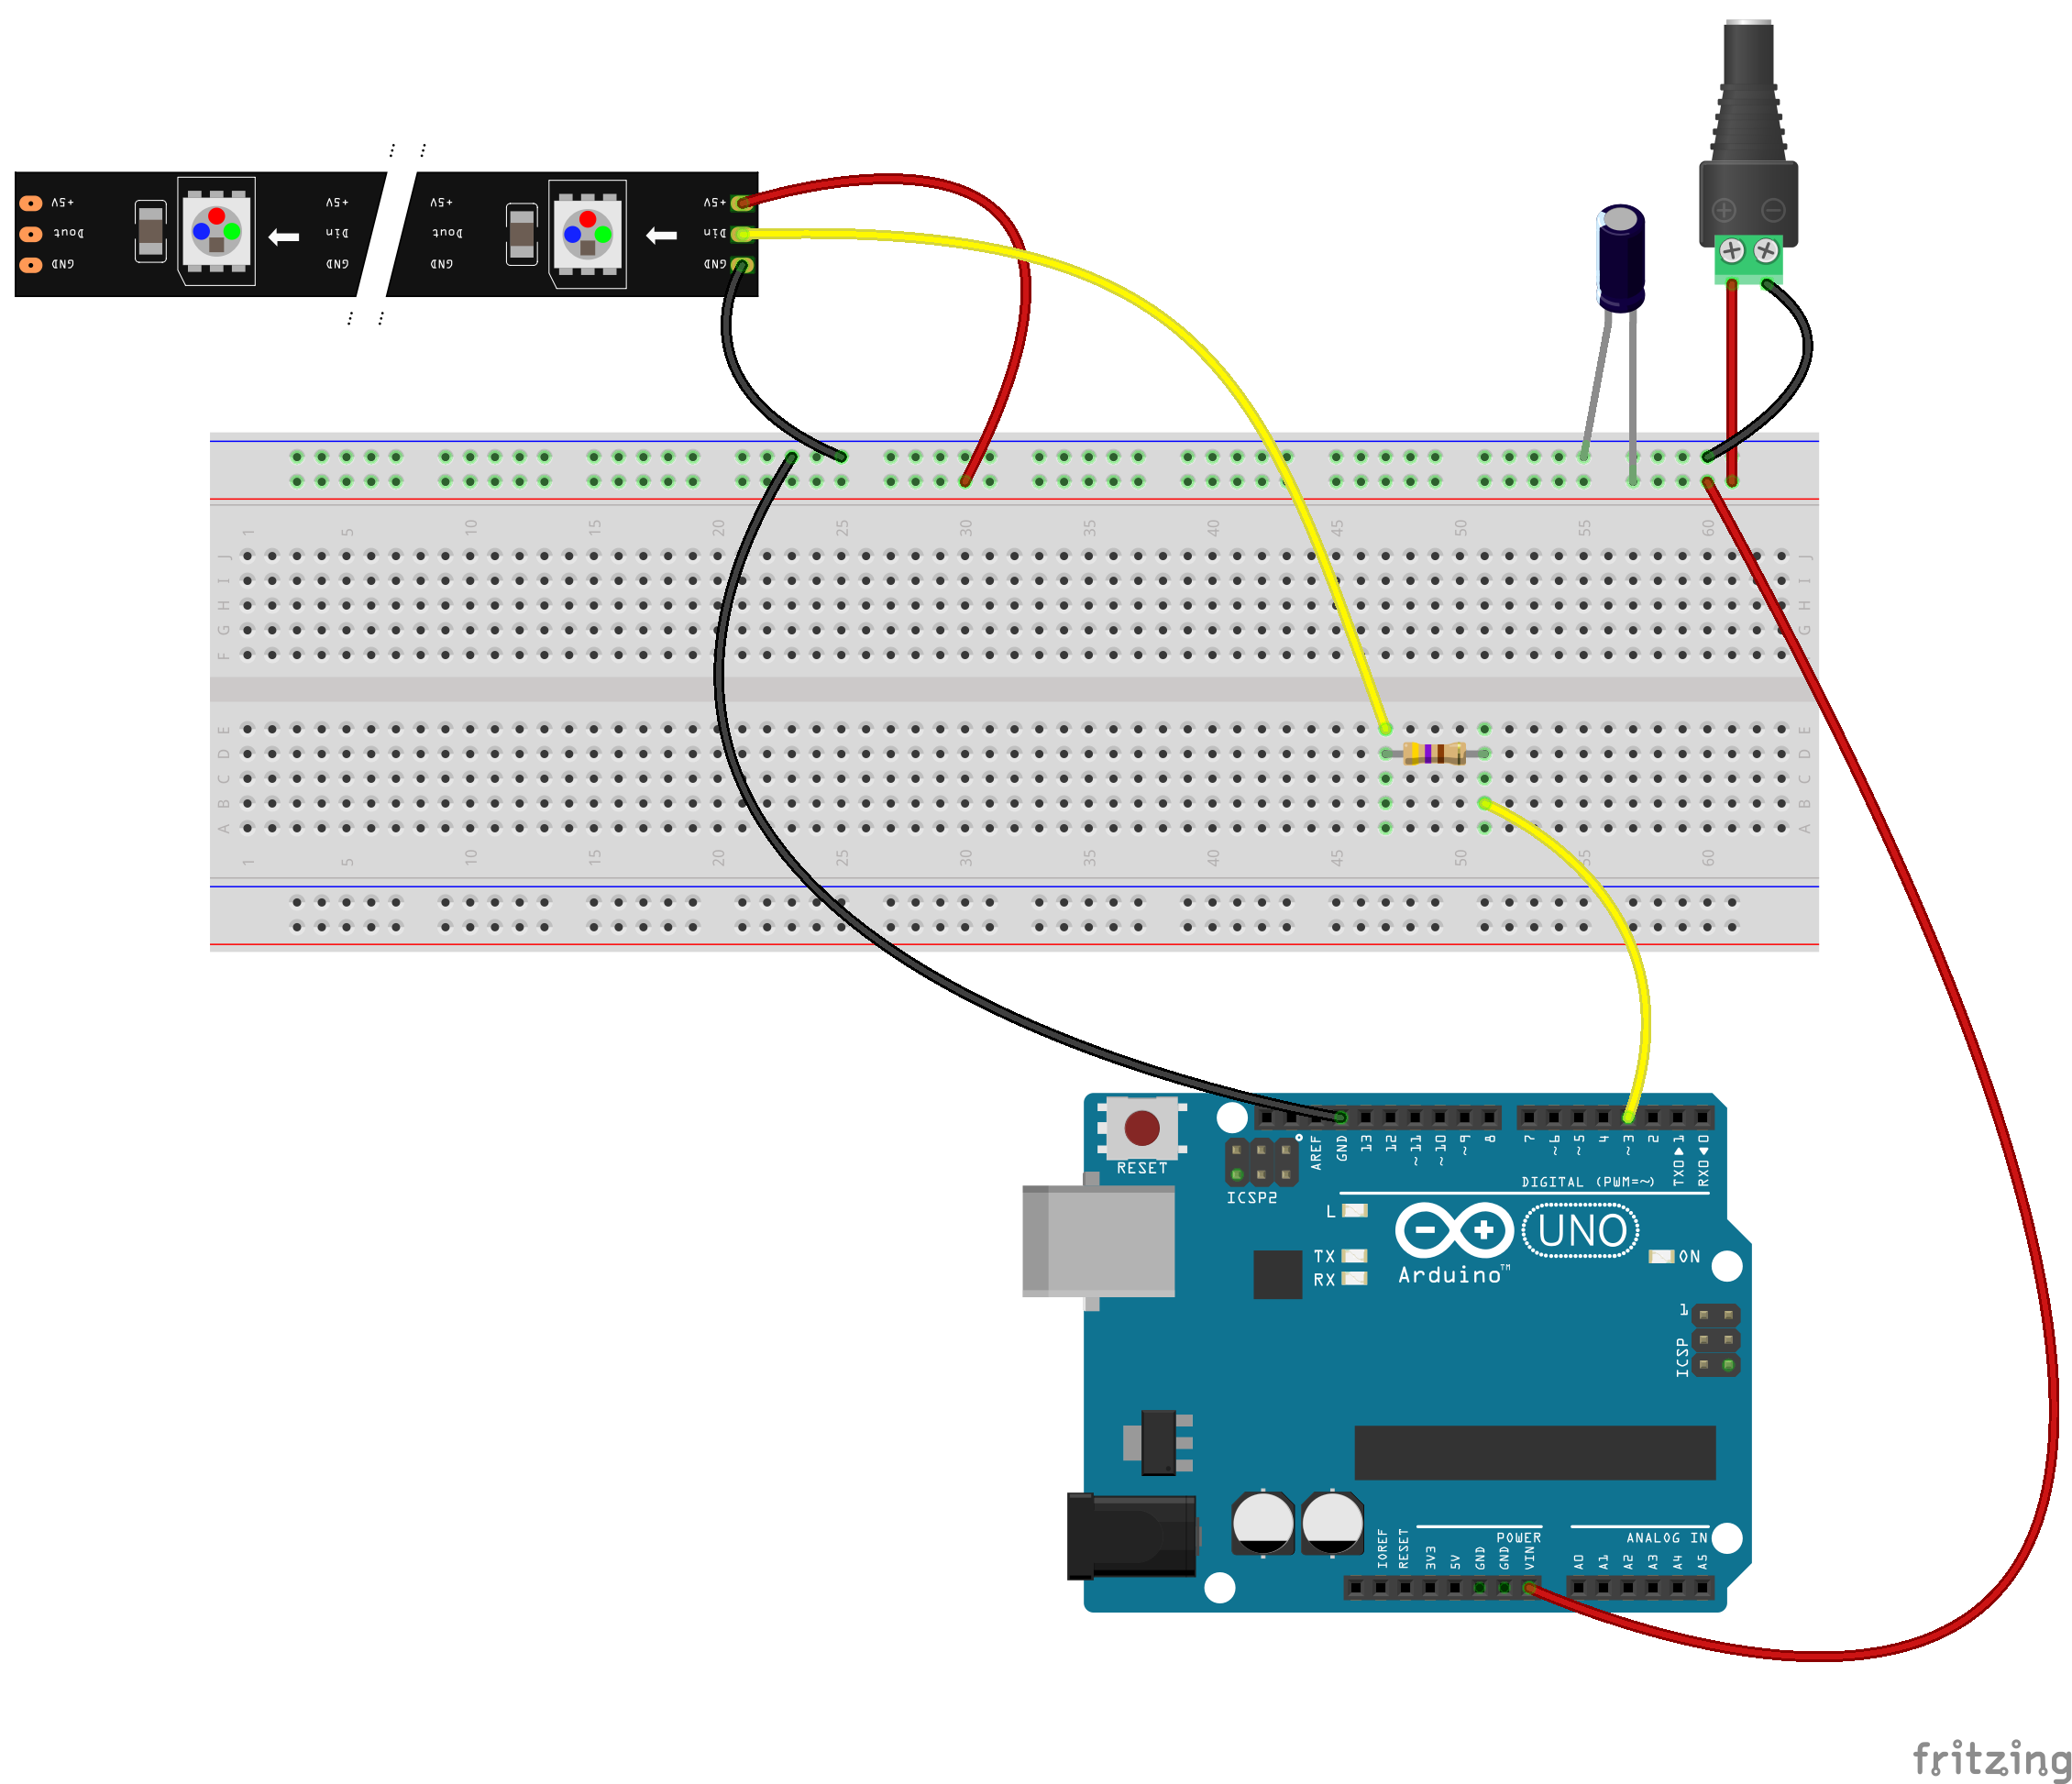 +5V +5V +5V +5V
Dout Din Dout Din
GND GND GND GND
1 5 10 15 20 25 30 35 40 45 50 55 60
J J
I I
H H
G G
F F
E E
D D
C C
B B
A A
1 5 10 15 20 25 30 35 40 45 50 55 60
RESET
AREF GND 13 12 ~11 ~10 ~9 8 7 ~6 ~5 4 ~3 2 TX0▶1 RX0◀0
ICSP2
DIGITAL (PWM=~)
L
UNO
TX
ON
RX
Arduino™
1
ICSP
POWER
ANALOG IN
IOREF RESET 3V3 5V GND GND VIN A0 A1 A2 A3 A4 A5
fritzing